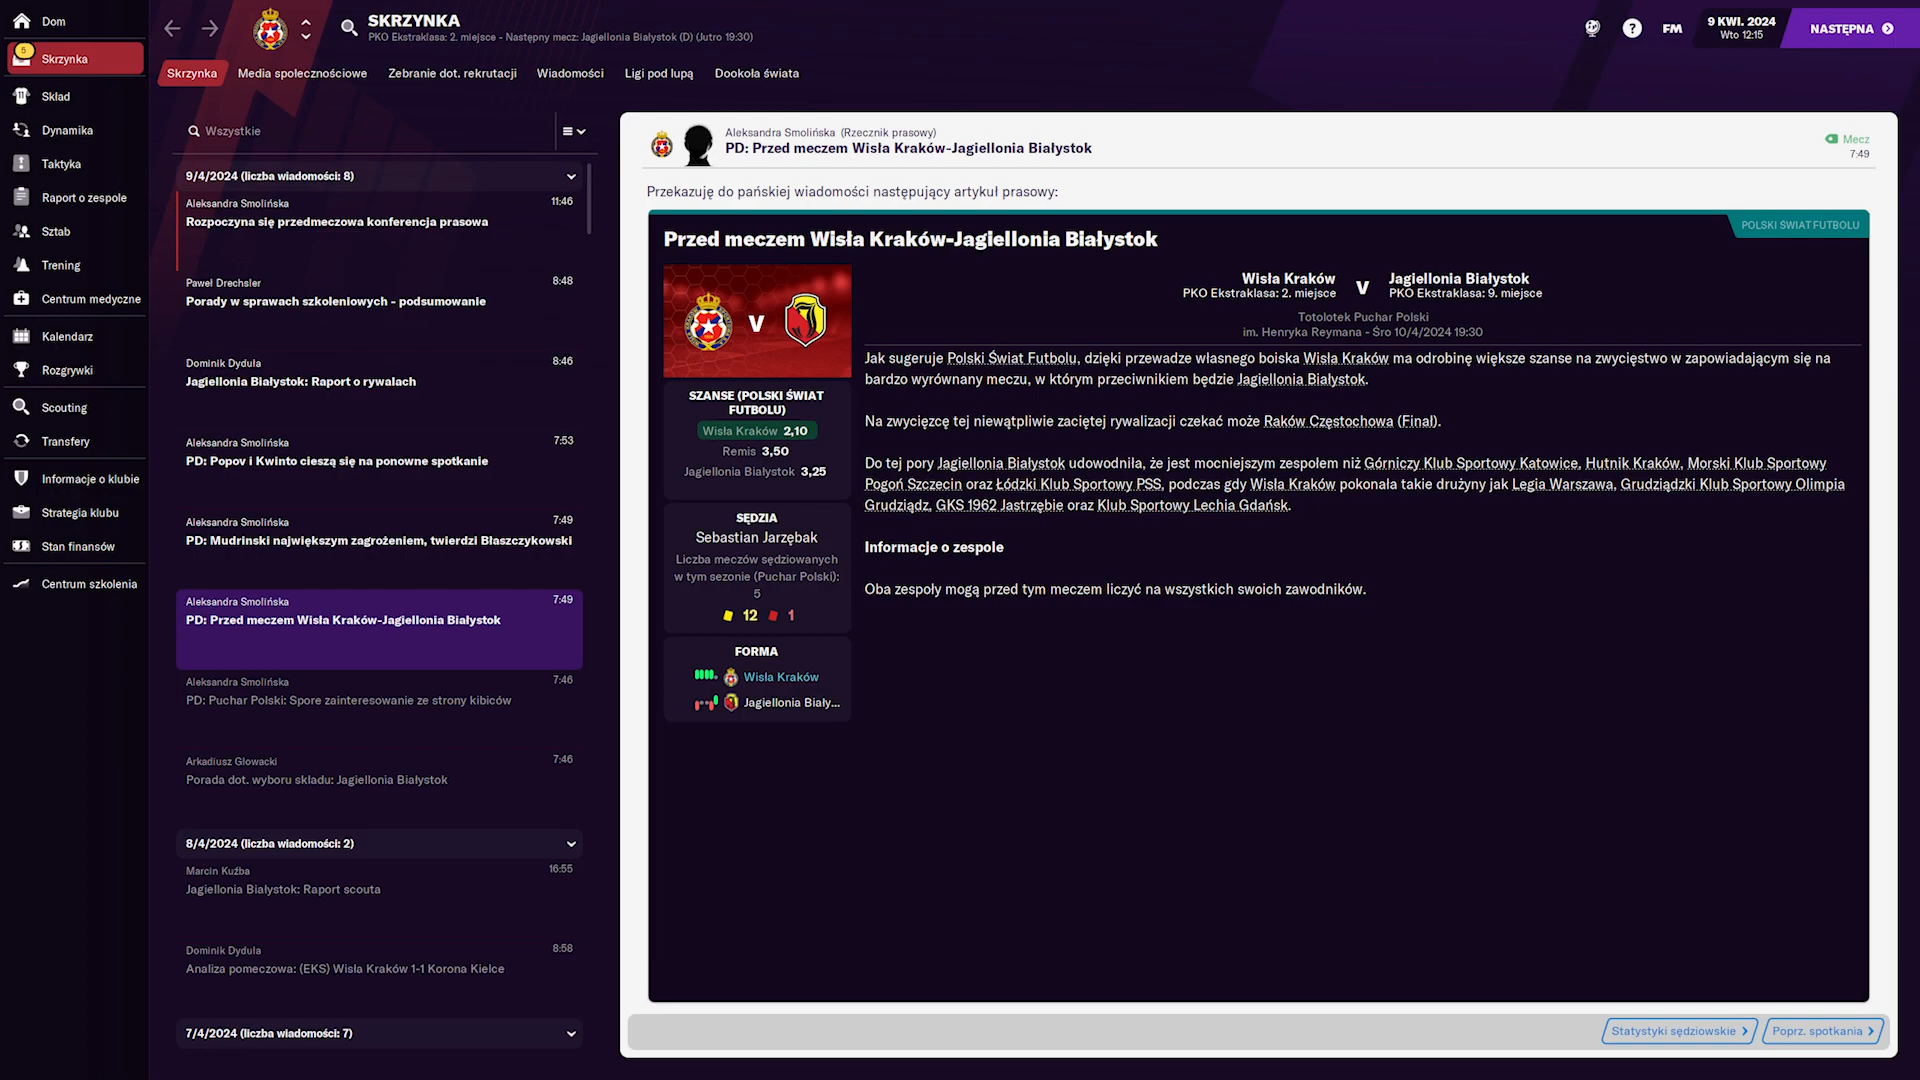 Dom
5
Skrzynka
Skład
Dynamika
Taktyka
Raport o zespole
Sztab
Trening
Centrum medyczne
Kalendarz
Rozgrywki
Scouting
Transfery
Informacje o klubie
Strategia klubu
Stan finansów
Centrum szkolenia
SKRZYNKA
PKO Ekstraklasa: 2. miejsce - Następny mecz: Jagiellonia Białystok (D) (Jutro 19:30)
? FM
9 KWI. 2024
Wto 12:15
NASTĘPNA
Skrzynka Media społecznościowe Zebranie dot. rekrutacji Wiadomości Ligi pod lupą Dookoła świata
Wszystkie
9/4/2024 (liczba wiadomości: 8)
Aleksandra Smolińska 11:46
Rozpoczyna się przedmeczowa konferencja prasowa
Paweł Drechsler 8:48
Porady w sprawach szkoleniowych - podsumowanie
Dominik Dydula 8:46
Jagiellonia Białystok: Raport o rywalach
Aleksandra Smolińska 7:53
PD: Popov i Kwinto cieszą się na ponowne spotkanie
Aleksandra Smolińska 7:49
PD: Mudrinski największym zagrożeniem, twierdzi Błaszczykowski
Aleksandra Smolińska 7:49
PD: Przed meczem Wisła Kraków-Jagiellonia Białystok
Aleksandra Smolińska 7:46
PD: Puchar Polski: Spore zainteresowanie ze strony kibiców
Arkadiusz Głowacki 7:46
Porada dot. wyboru składu: Jagiellonia Białystok
8/4/2024 (liczba wiadomości: 2)
Marcin Kuźba 16:55
Jagiellonia Białystok: Raport scouta
Dominik Dydula 8:58
Analiza pomeczowa: (EKS) Wisła Kraków 1-1 Korona Kielce
7/4/2024 (liczba wiadomości: 7)
Aleksandra Smolińska (Rzecznik prasowy)
PD: Przed meczem Wisła Kraków-Jagiellonia Białystok
Mecz
7:49
Przekazuję do pańskiej wiadomości następujący artykuł prasowy:
POLSKI ŚWIAT FUTBOLU
Przed meczem Wisła Kraków-Jagiellonia Białystok
V
SZANSE (POLSKI ŚWIAT
FUTBOLU)
Wisła Kraków 2,10
Remis 3,50
Jagiellonia Białystok 3,25
SĘDZIA
Sebastian Jarzębak
Liczba meczów sędziowanych
w tym sezonie (Puchar Polski):
5
12 1
FORMA
Wisła Kraków
Jagiellonia Biały...
Wisła Kraków V Jagiellonia Białystok
PKO Ekstraklasa: 2. miejsce PKO Ekstraklasa: 9. miejsce
Totolotek Puchar Polski
im. Henryka Reymana - Śro 10/4/2024 19:30
Jak sugeruje Polski Świat Futbolu, dzięki przewadze własnego boiska Wisła Kraków ma odrobinę większe szanse na zwycięstwo w zapowiadającym się na
bardzo wyrównany meczu, w którym przeciwnikiem będzie Jagiellonia Białystok.
Na zwycięzcę tej niewątpliwie zaciętej rywalizacji czekać może Raków Częstochowa (Finał).
Do tej pory Jagiellonia Białystok udowodniła, że jest mocniejszym zespołem niż Górniczy Klub Sportowy Katowice, Hutnik Kraków, Morski Klub Sportowy
Pogoń Szczecin oraz Łódzki Klub Sportowy PSS, podczas gdy Wisła Kraków pokonała takie drużyny jak Legia Warszawa, Grudziądzki Klub Sportowy Olimpia
Grudziądz, GKS 1962 Jastrzębie oraz Klub Sportowy Lechia Gdańsk.
Informacje o zespole
Oba zespoły mogą przed tym meczem liczyć na wszystkich swoich zawodników.
Statystyki sędziowskie Poprz. spotkania